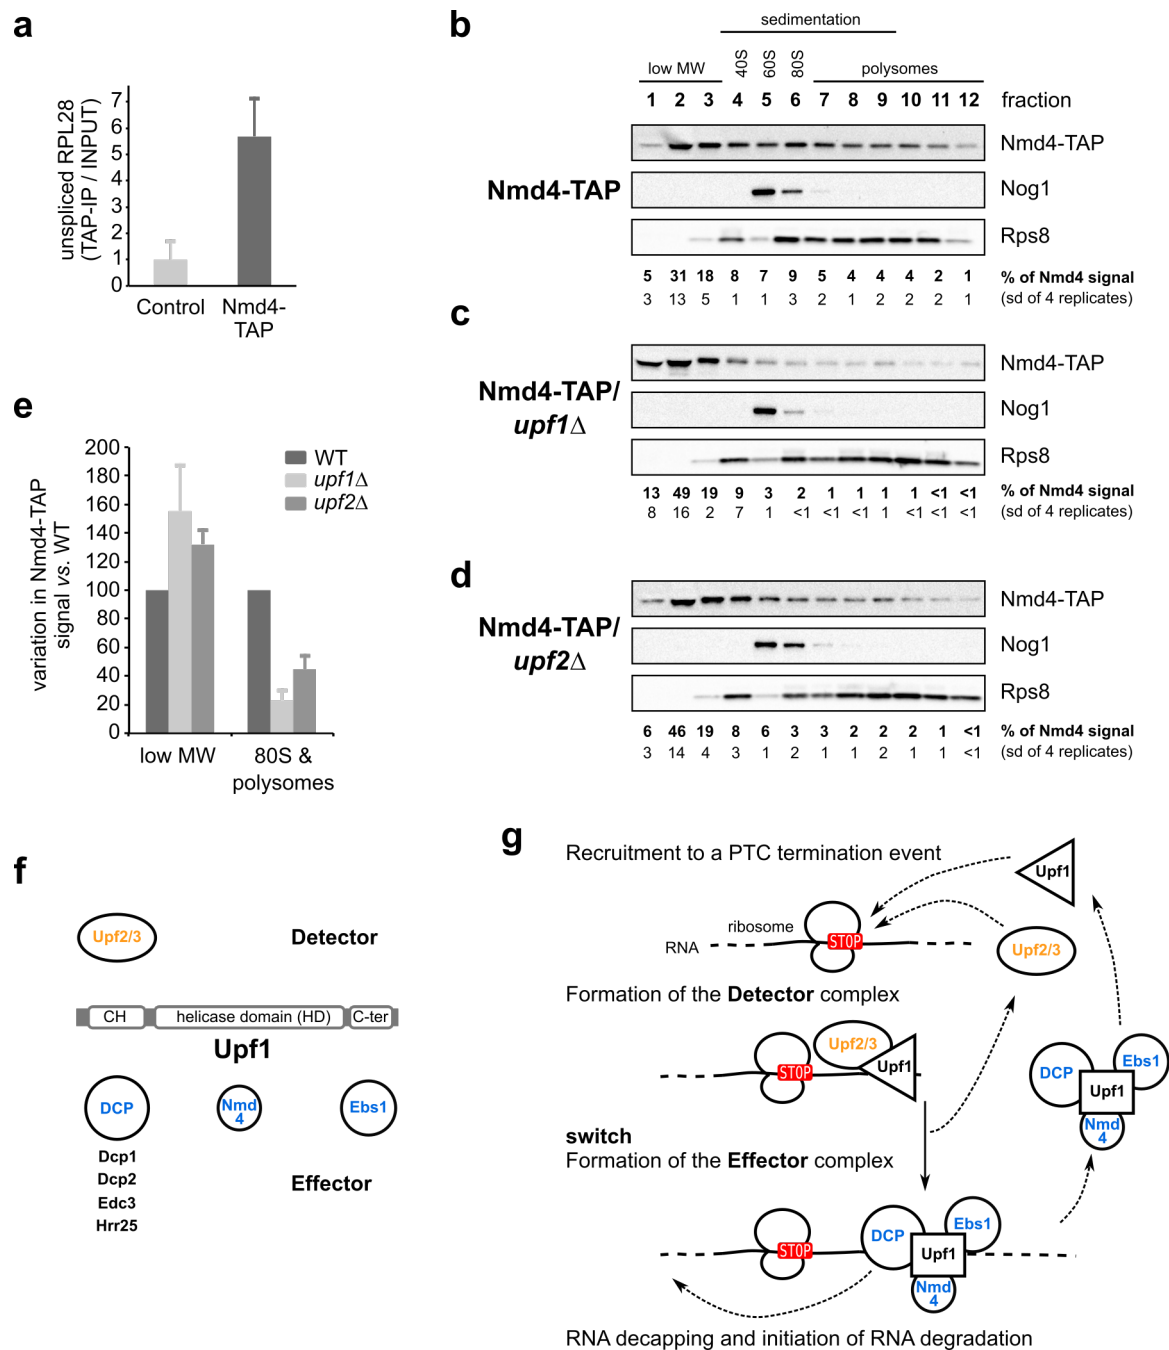 a
unspliced RPL28
(TAP-IP / INPUT)
7
6
5
4
3
2
1
0
Control
Nmd4-
TAP
b
sedimentation
low MW
40S
60S
80S
polysomes
1 2 3 4 5 6 7 8 9 10 11 12 fraction
Nmd4-TAP
Nmd4-TAP
Nog1
Rps8
5 31 18 8 7 9 5 4 4 4 2 1 % of Nmd4 signal
3 13 5 1 1 3 2 1 2 2 2 1 (sd of 4 replicates)
c
Nmd4-TAP/
upf1Δ
Nmd4-TAP
Nog1
Rps8
13 49 19 9 3 2 1 1 1 1 <1 <1 % of Nmd4 signal
8 16 2 7 1 <1 <1 <1 1 <1 <1 <1 (sd of 4 replicates)
d
Nmd4-TAP/
upf2Δ
Nmd4-TAP
Nog1
Rps8
6 46 19 8 6 3 3 2 2 2 1 <1 % of Nmd4 signal
3 14 4 3 1 2 1 1 2 1 1 <1 (sd of 4 replicates)
e
variation in Nmd4-TAP
signal vs. WT
200
180
160
140
120
100
80
60
40
20
0
WT
upf1Δ
upf2Δ
low MW
80S &
polysomes
f
Upf2/3
Detector
CH
helicase domain (HD)
C-ter
Upf1
DCP
Nmd
4
Ebs1
Dcp1
Dcp2
Edc3
Hrr25
Effector
g
Recruitment to a PTC termination event
Upf1
ribosome
RNA
STOP
Upf2/3
Formation of the Detector complex
Upf2/3
Upf1
STOP
DCP
Ebs1
Upf1
Nmd
4
switch
Formation of the Effector complex
STOP
DCP
Ebs1
Upf1
Nmd
4
RNA decapping and initiation of RNA degradation